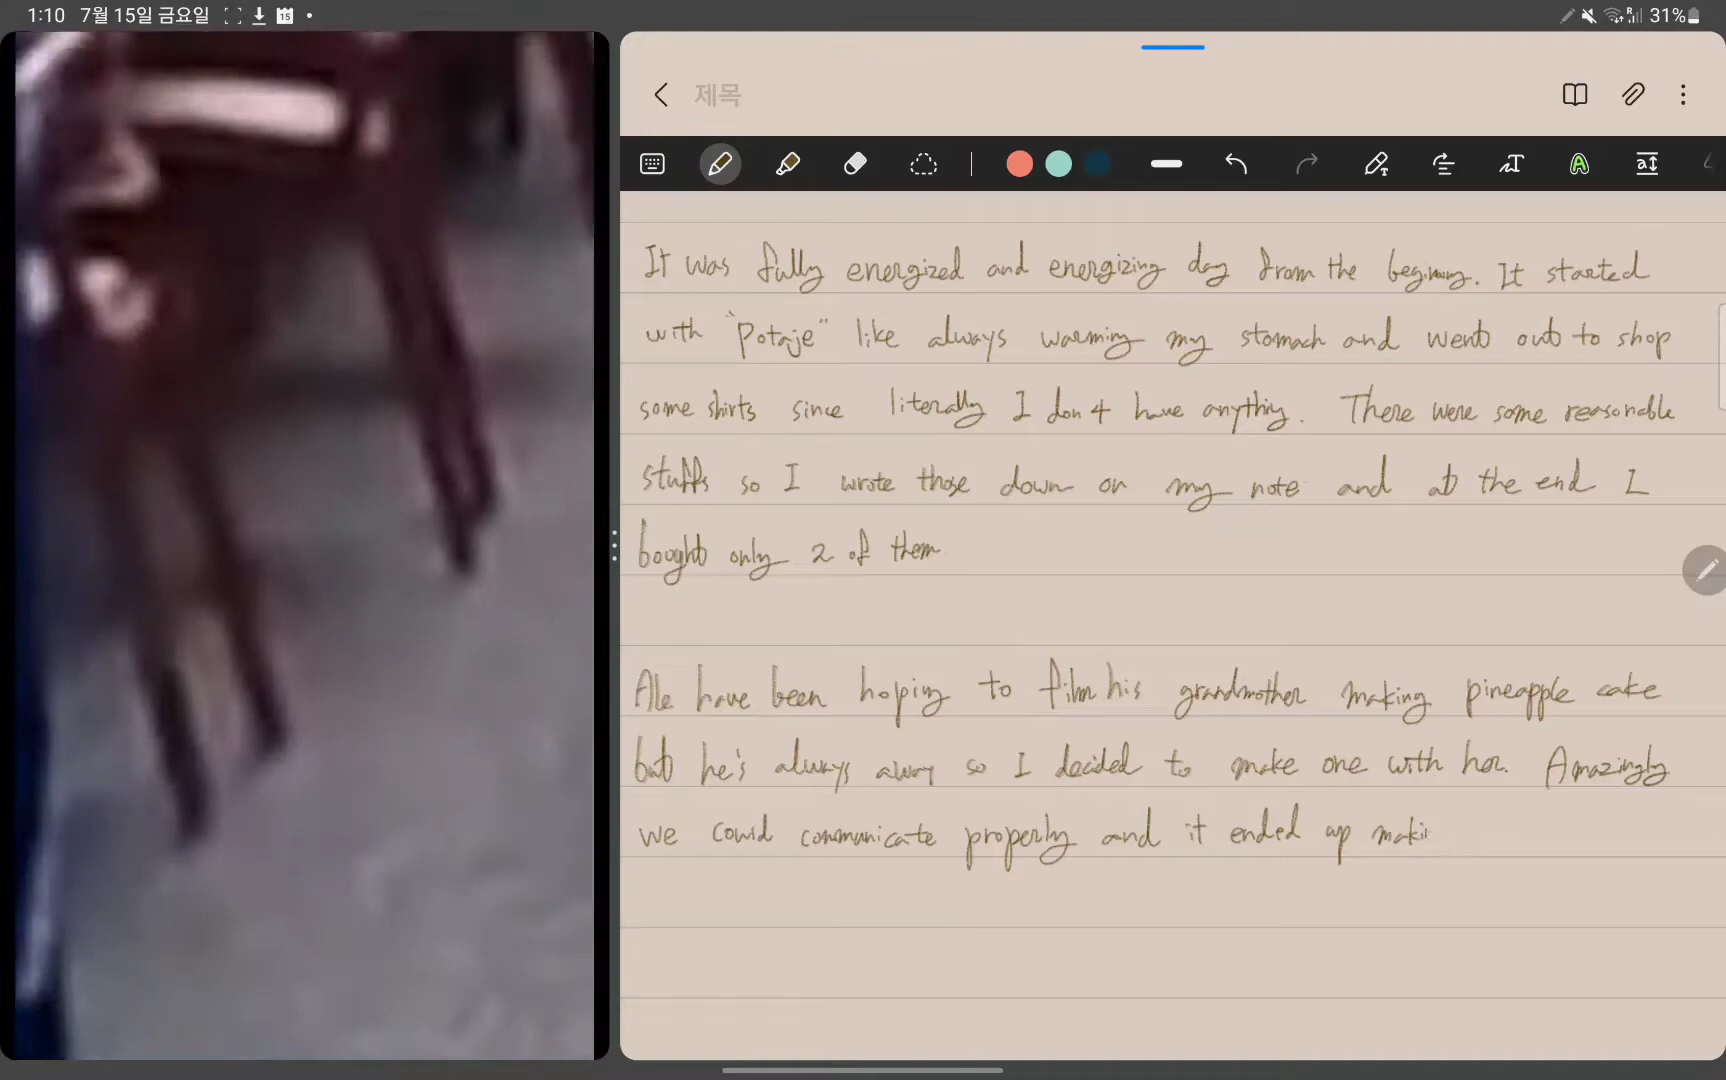 1:10 7월 15일 금요일 15 R 31%
제목
It was fully energized and energizing day from the beginning. It started
with "Potaje" like always warming my stomach and went out to shop
some shirts since literally I don4 have anything. There were some reasonable
stuffs so I wrote those down on my note and at the end I
bought only 2 of them
Ale have been hoping to film his grandmother making pineapple cake
but he's always away so I decided to make one with her. Amazingly
we could communicate properly and it ended up maki